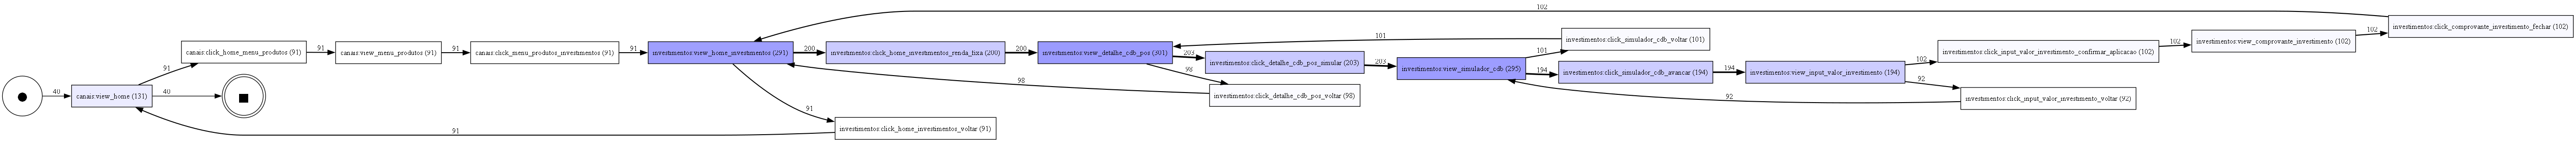 102
canais:click_home_menu_produtos (91)
91
canais:view_menu_produtos (91)
91
canais:click_menu_produtos_investimentos (91)
91
investimentos:view_home_investimentos (291)
200
investimentos:click_home_investimentos_renda_fixa (200)
200
investimentos:view_detalhe_cdb_pos (301)
101
investimentos:click_simulador_cdb_voltar (101)
101
203
investimentos:click_detalhe_cdb_pos_simular (203)
203
investimentos:view_simulador_cdb (295)
194
investimentos:click_simulador_cdb_avancar (194)
194
investimentos:view_input_valor_investimento (194)
102
investimentos:click_input_valor_investimento_confirmar_aplicacao (102)
102
investimentos:view_comprovante_investimento (102)
102
investimentos:click_comprovante_investimento_fechar (102)
91
40
canais:view_home (131)
40
98
98
investimentos:click_detalhe_cdb_pos_voltar (98)
92
92
investimentos:click_input_valor_investimento_voltar (92)
91
91
investimentos:click_home_investimentos_voltar (91)